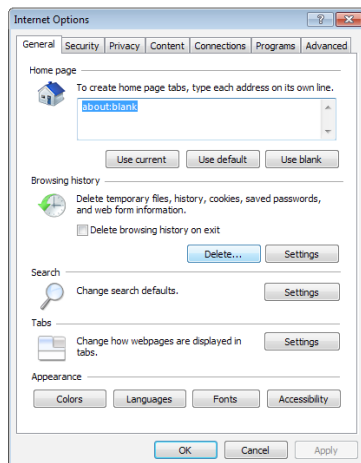 Internet Options
General Security Privacy Content Connections Programs Advanced
Home page
To create home page tabs, type each address on its own line.
about:blank
Use current Use default Use blank
Browsing history
Delete temporary files, history, cookies, saved passwords,
and web form information.
Delete browsing history on exit
Delete... Settings
Search
Change search defaults. Settings
Tabs
Change how webpages are displayed in
tabs.
Settings
Appearance
Colors Languages Fonts Accessibility
OK Cancel Apply